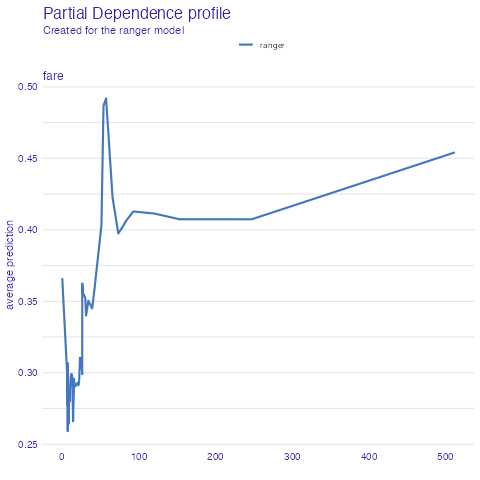 Partial Dependence profile
Created for the ranger model
ranger
fare
0.50
0.45
0.40
0.35
0.30
0.25
average prediction
0
100
200
300
400
500